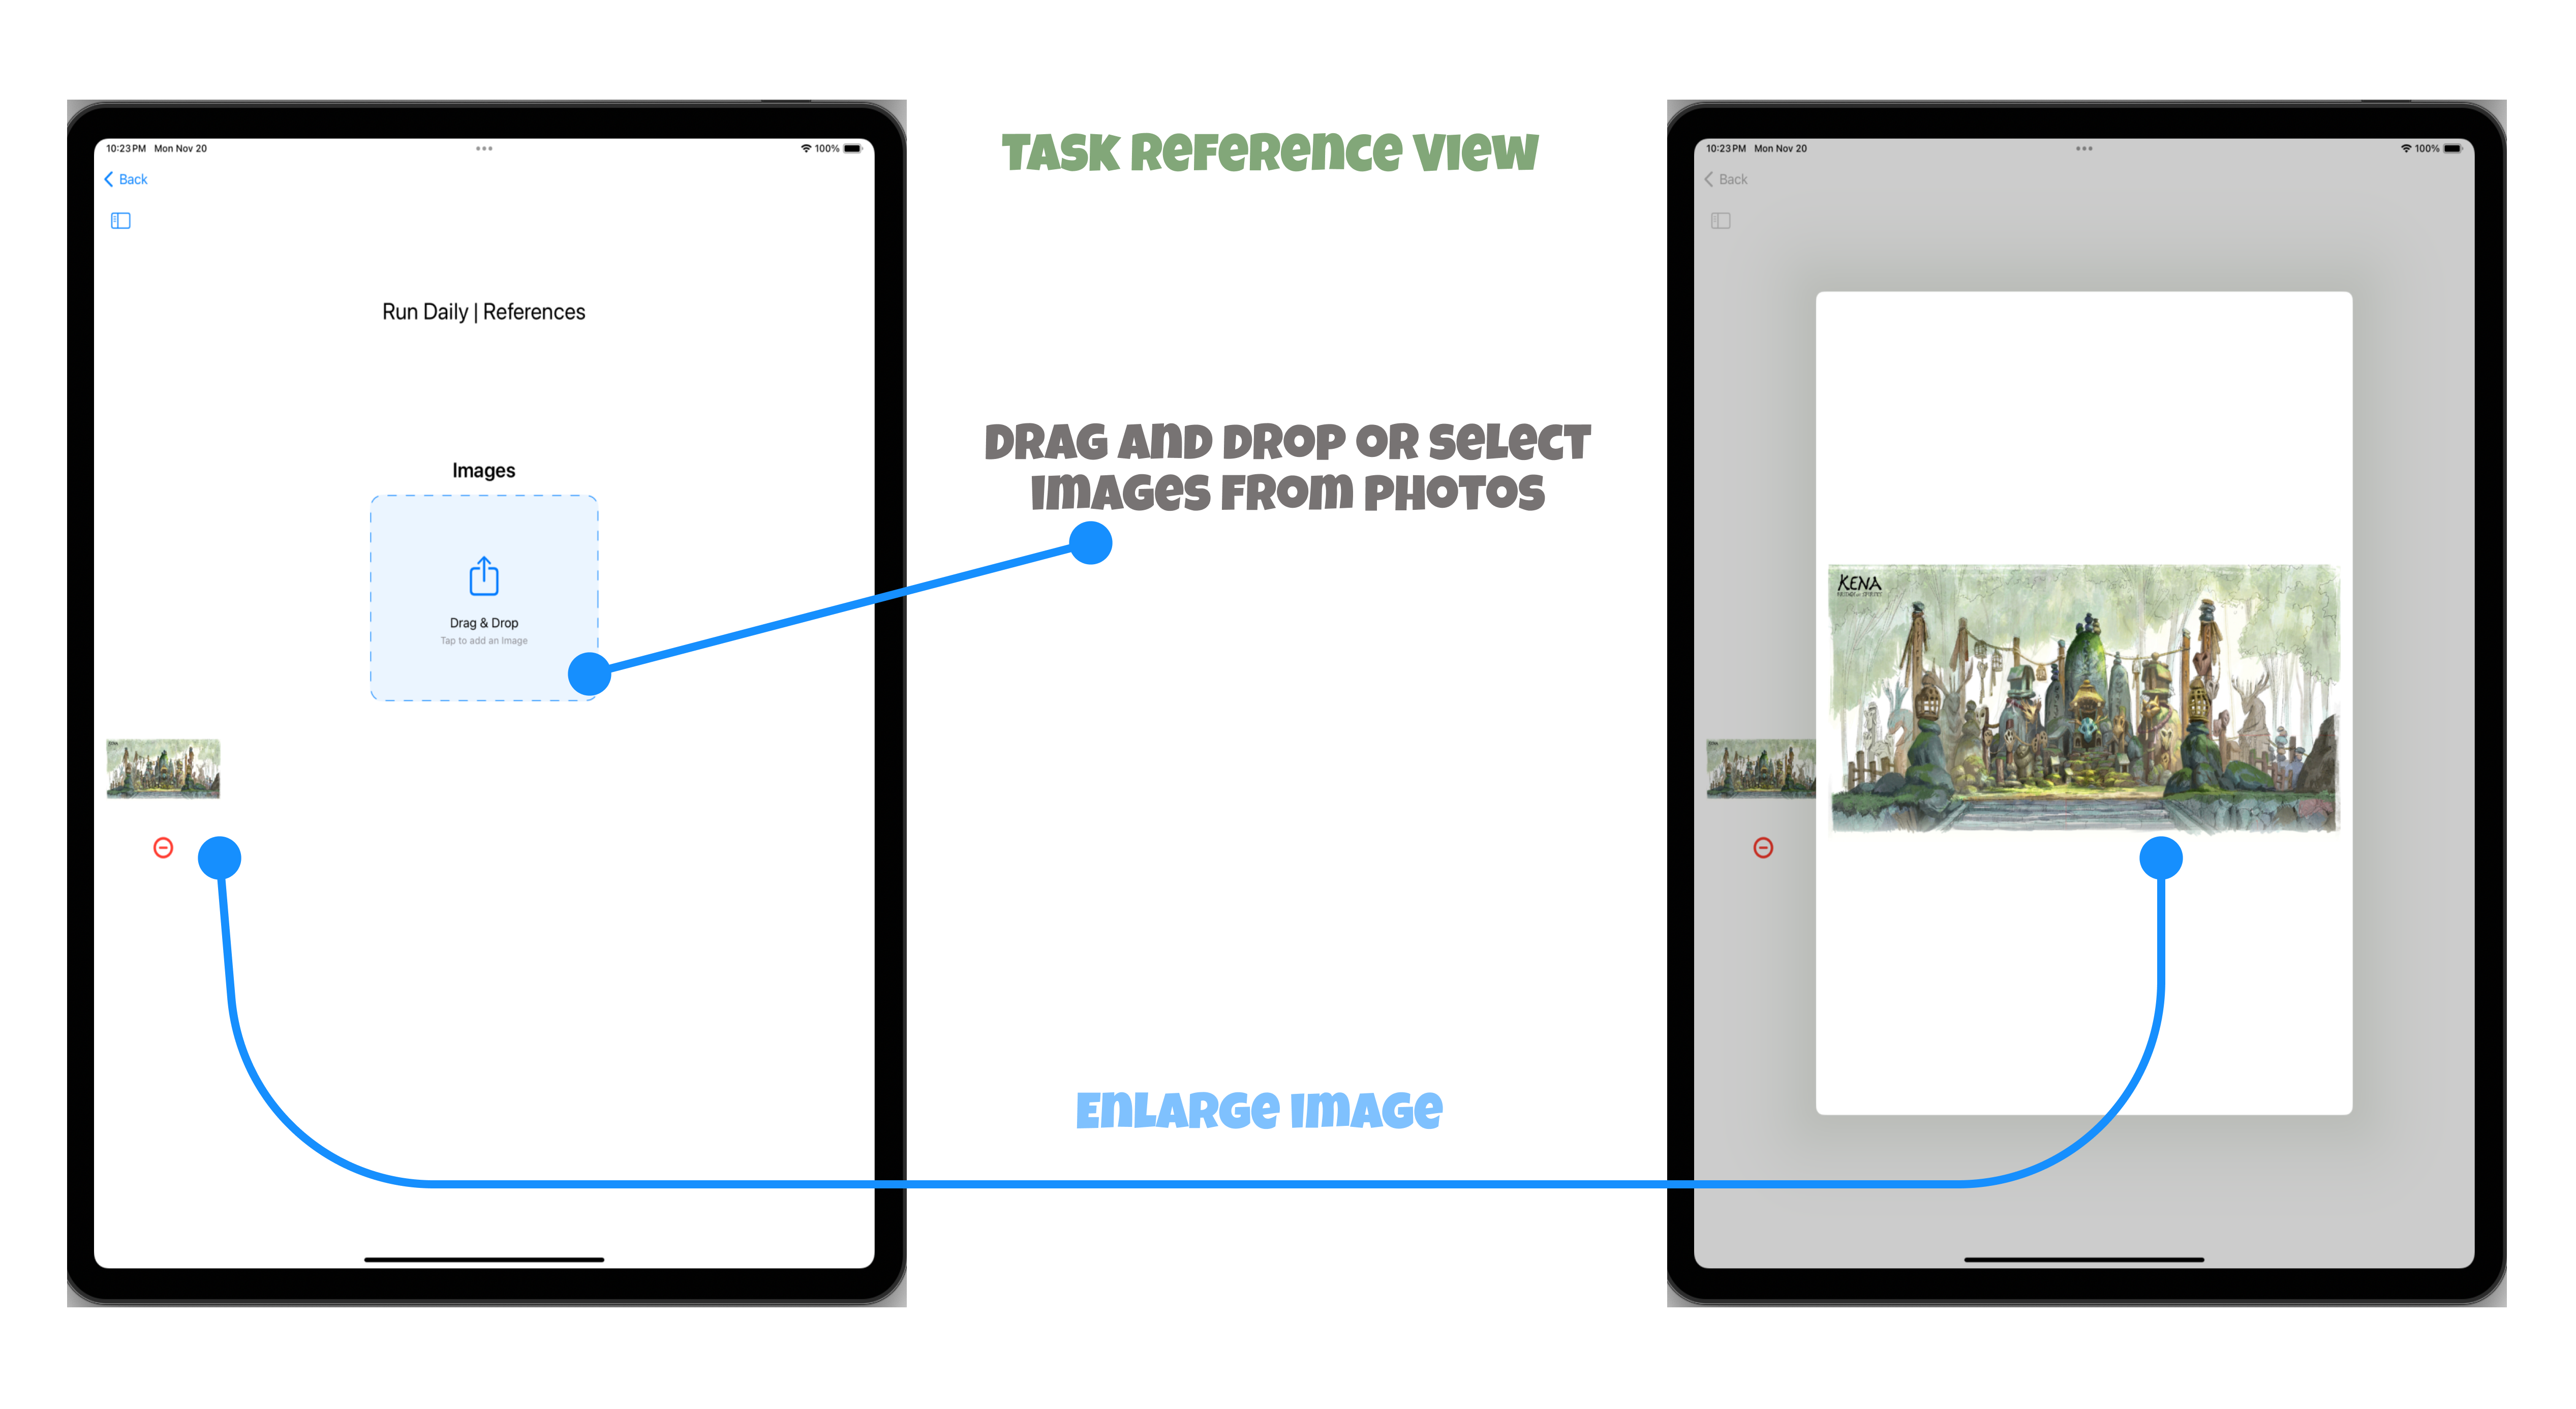 10:23 PM Mon Nov 20
100%
Back
Run Daily | References
Images
Drag & Drop
Tap to add an Image
KENA
TASK REFERENCE VIEW
DRAG AND DROP OR SELECT
IMAGES FROM PHOTOS
ENLARGE IMAGE
10:23 PM Mon Nov 20
100%
Back
KENA